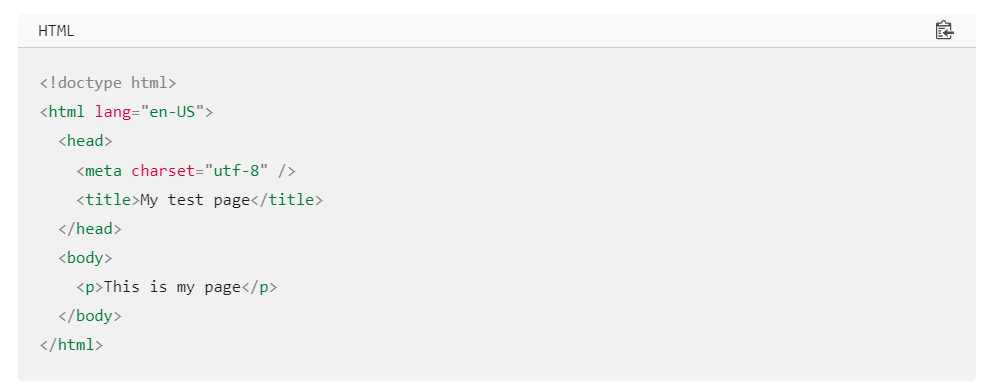 HTML
<!doctype html>
<html lang="en-US">
  <head>
    <meta charset="utf-8" />
    <title>My test page</title>
  </head>
  <body>
    <p>This is my page</p>
  </body>
</html>